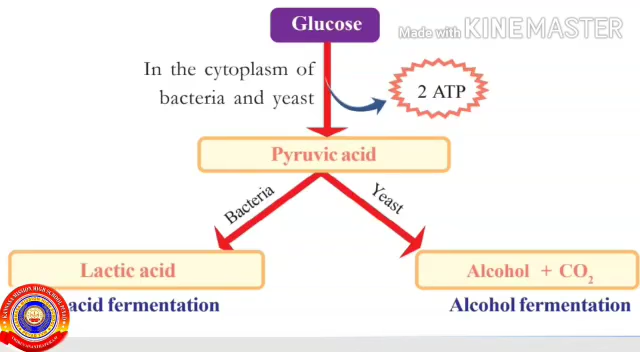 Glucose
Made with KINEMASTER
In the cytoplasm of
bacteria and yeast
2 ATP
Pyruvic acid
Bacteria
Yeast
Lactic acid
Alcohol + CO₂
acid fermentation
Alcohol fermentation